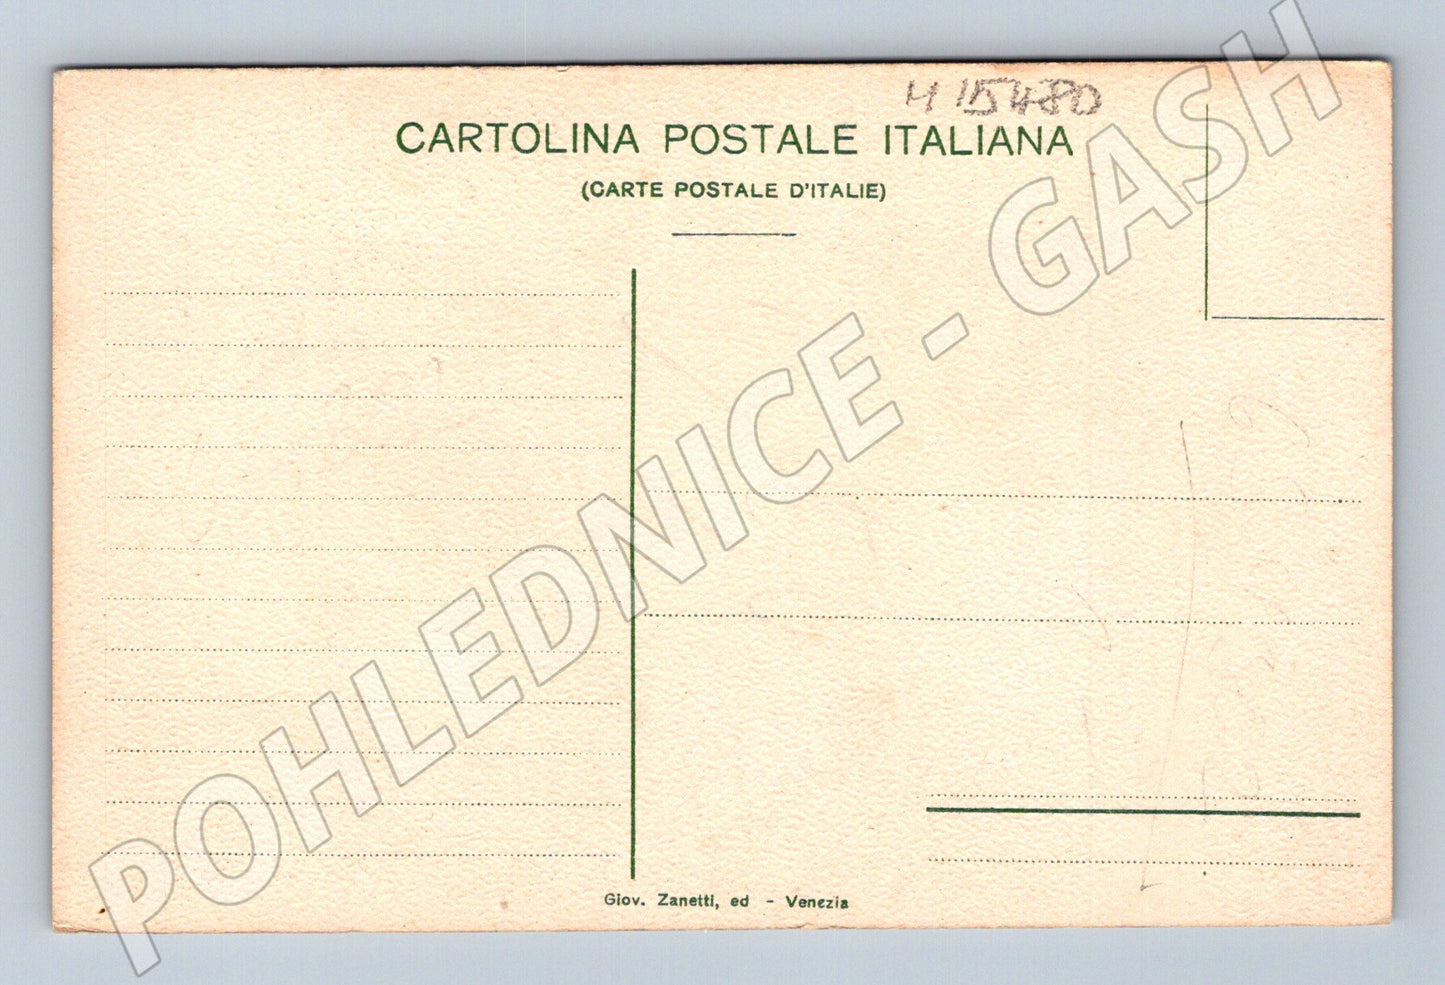 H 15480
CARTOLINA POSTALE ITALIANA
(CARTE POSTALE D'ITALIE)
POHLEDNICE - GASH
Giov. Zanetti, ed - Venezia